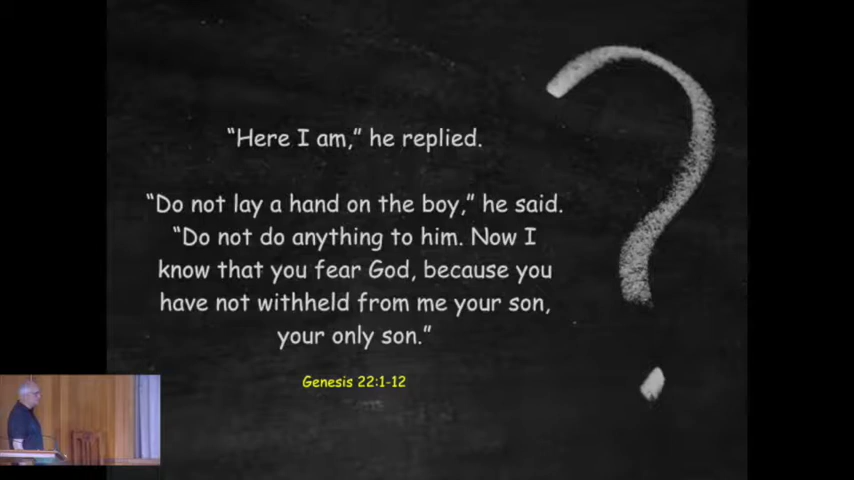 “Here I am,” he replied.
“Do not lay a hand on the boy,” he said.
“Do not do anything to him. Now I
know that you fear God, because you
have not withheld from me your son,
your only son.”
Genesis 22:1-12